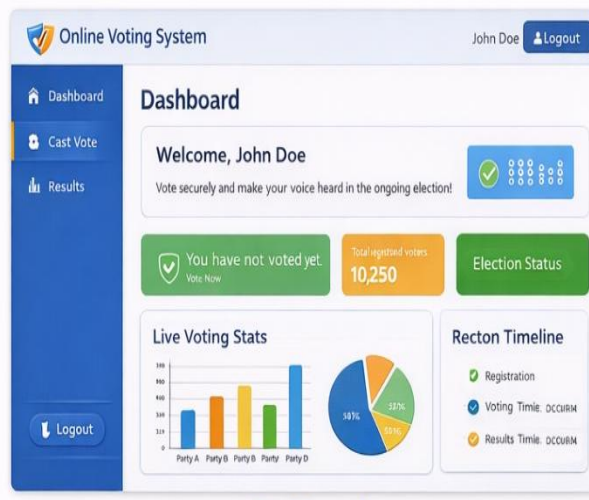 Online Voting System
John Doe
Logout
Dashboard
Cast Vote
Results
Logout
Dashboard
Welcome, John Doe
Vote securely and make your voice heard in the ongoing election!
You have not voted yet.
Vote Now
Total registred voters
10,250
Election Status
Live Voting Stats
Party A Party B Party B Party Party D
Recton Timeline
Registration
Voting Timie. OCCURM
Results Timie. OCCURM